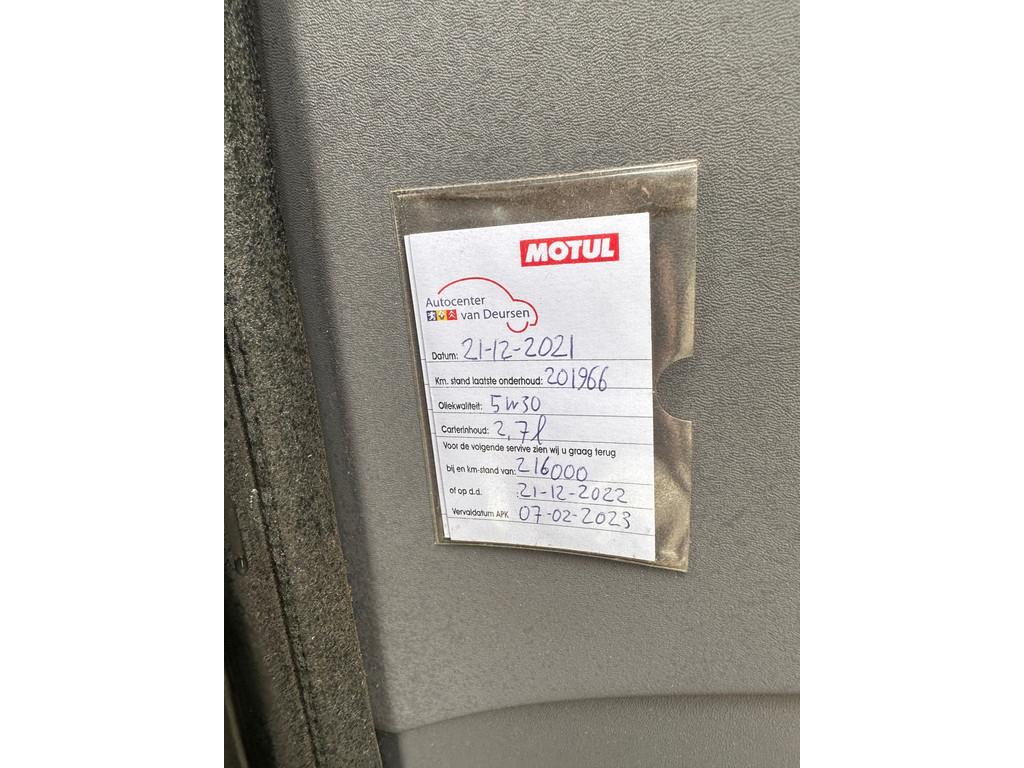 MOTUL
Autocenter
van Deursen
Datum: 21-12-2021
Km. stand laatste onderhoud: 201966
Oliekwaliteit: 5W30
Carterinhoud: 2,7l
Voor de volgende servive zien wij u graag terug
bij en km-stand van: 216000
of op d.d. 21-12-2022
Vervaldatum APK 07-02-2023